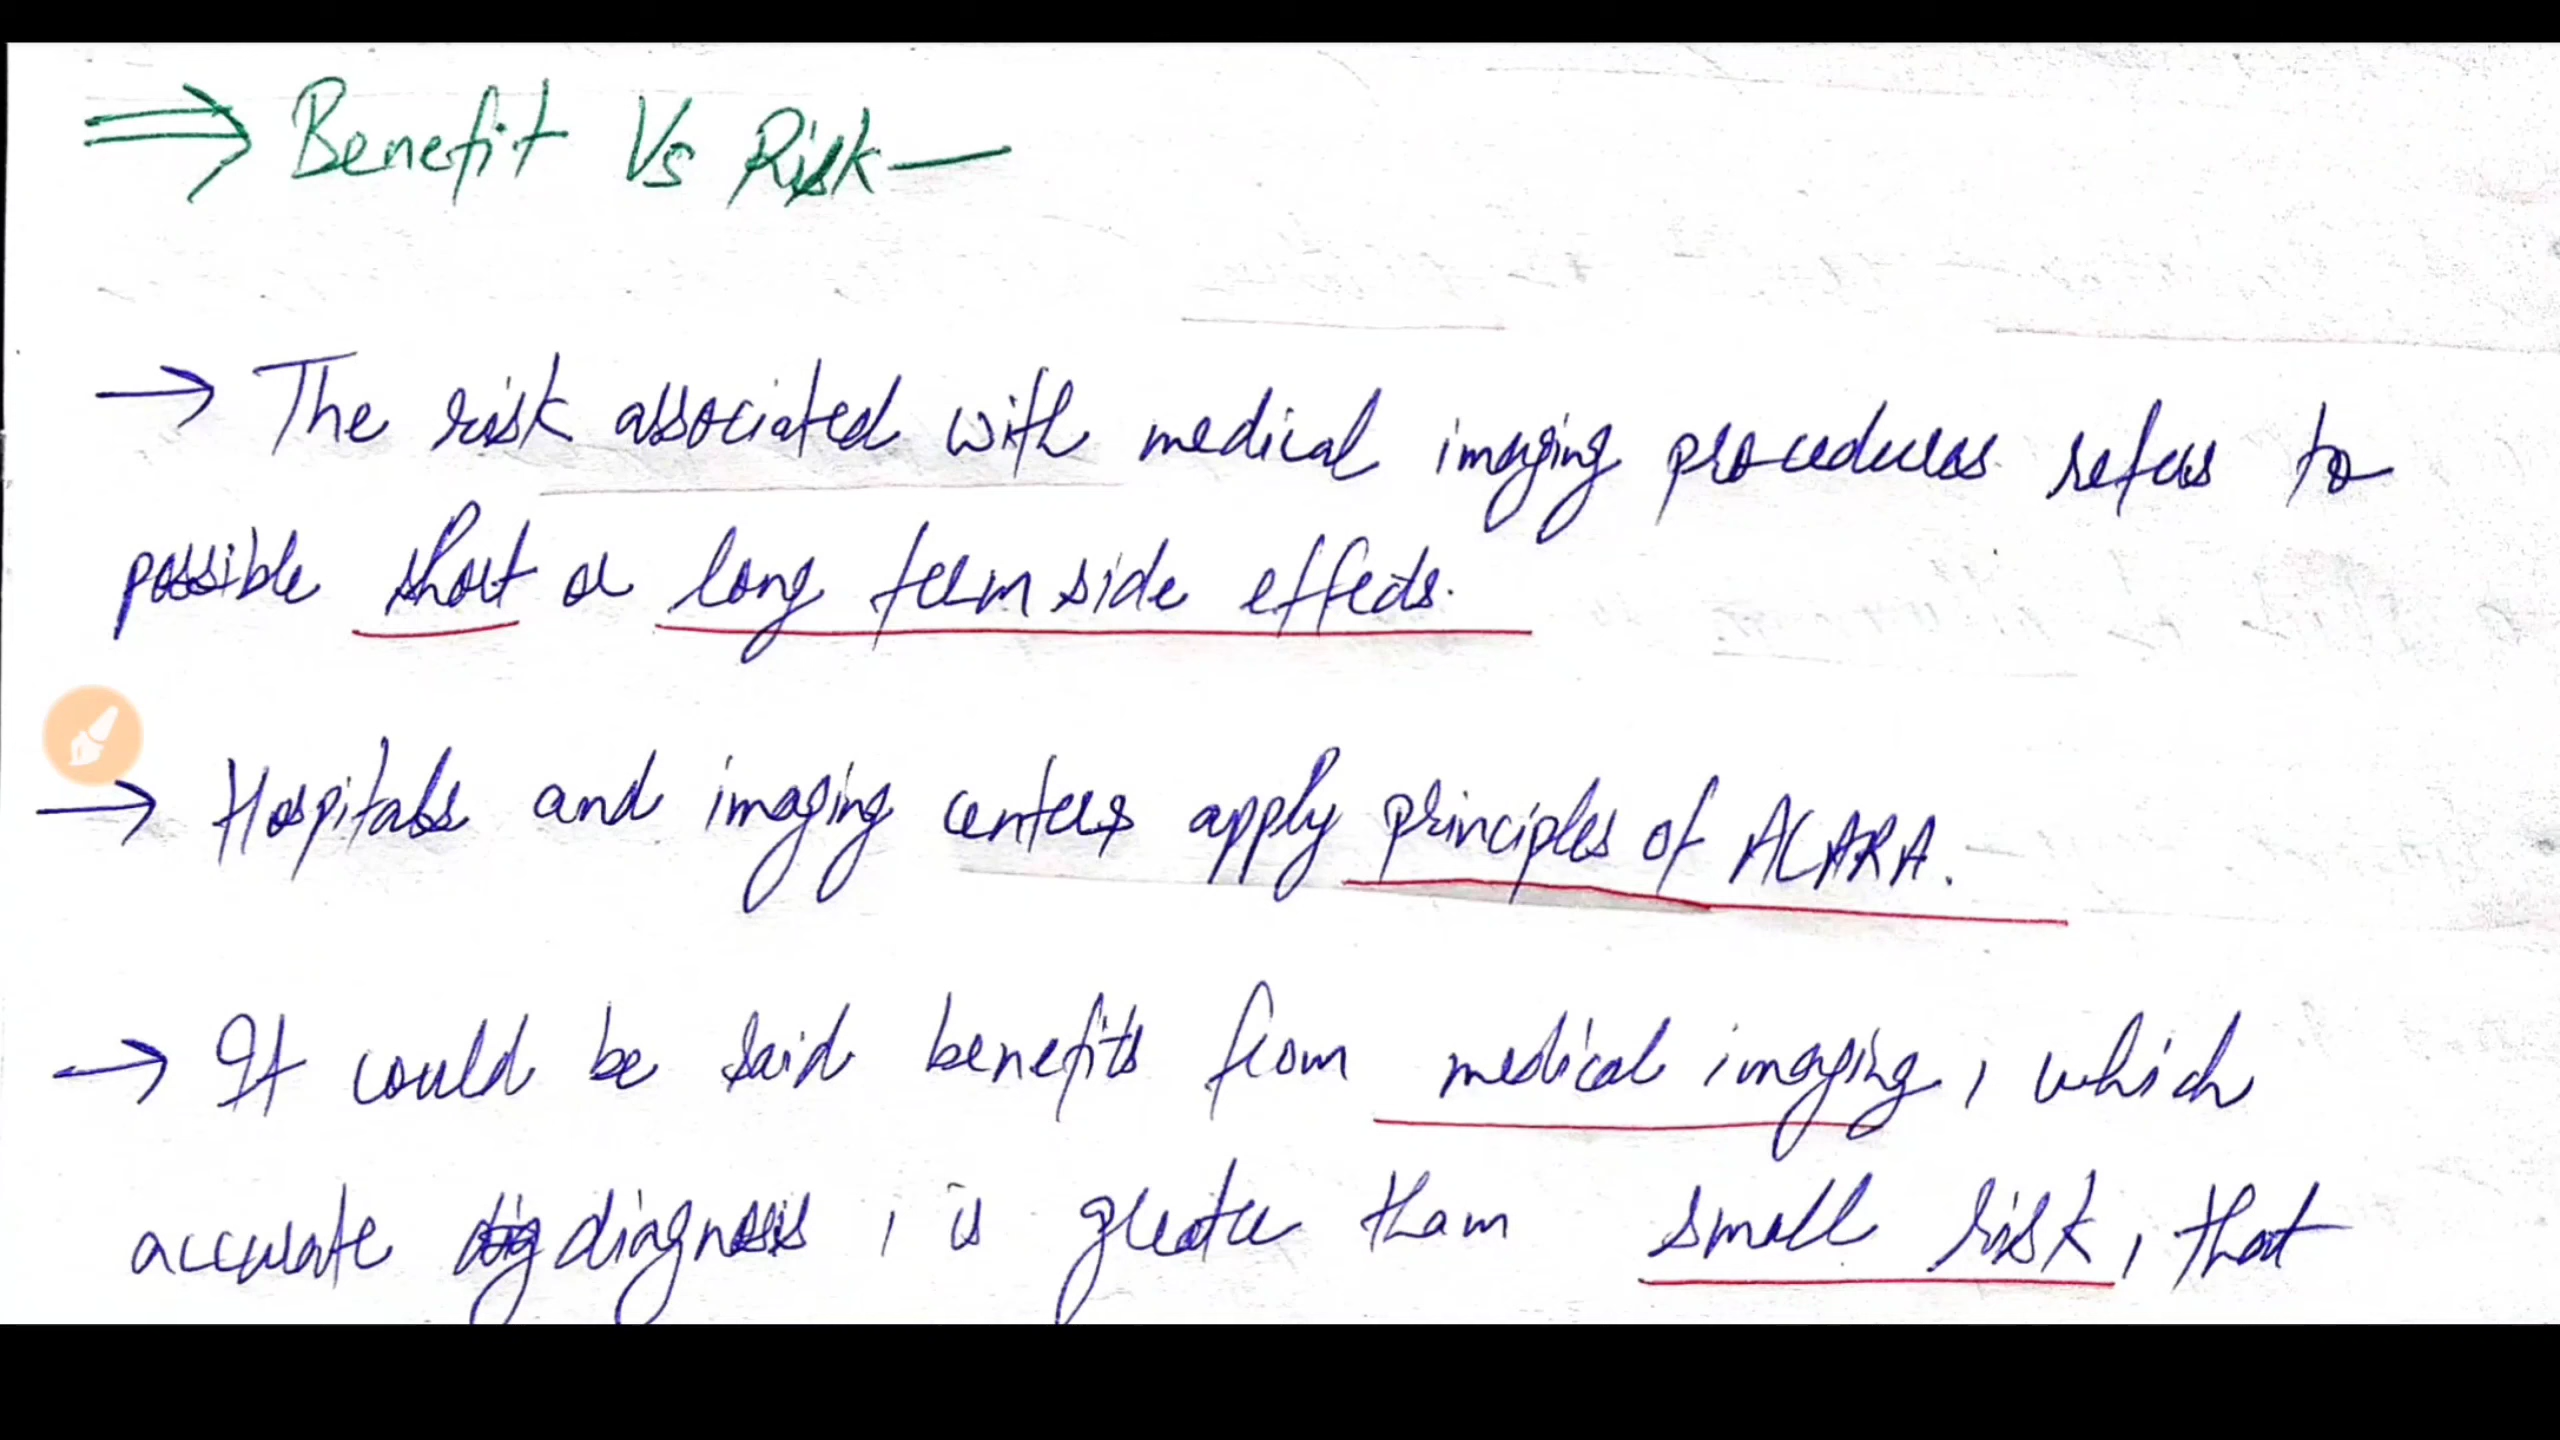 ⇒ Benefit Vs Risk —
→ The risk associated with medical imaging procedures refers to
possible short or long term side effects.
→ Hospitals and imaging centers apply principles of ALARA.
→ It could be said benefits from medical imaging, which
accurate diagnosis, is greater than small risk, that